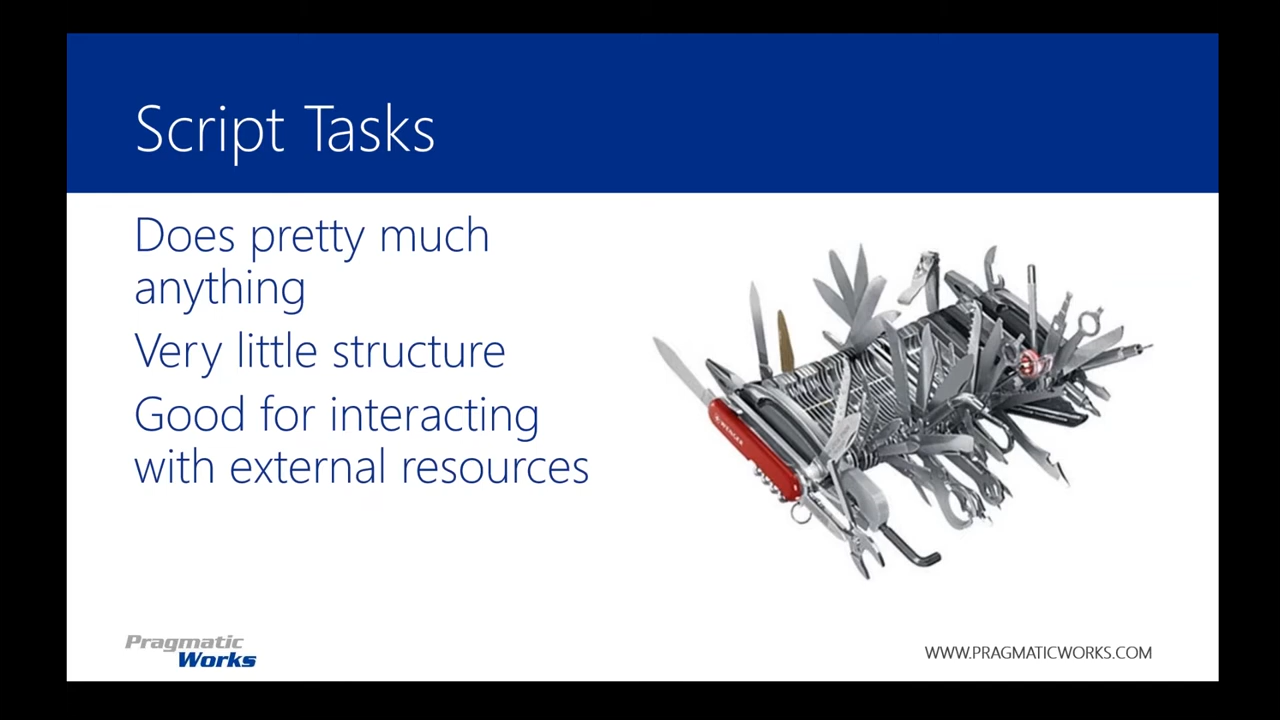 Script Tasks
Does pretty much
anything
Very little structure
Good for interacting
with external resources
WENGER
Pragmatic
Works
WWW.PRAGMATICWORKS.COM